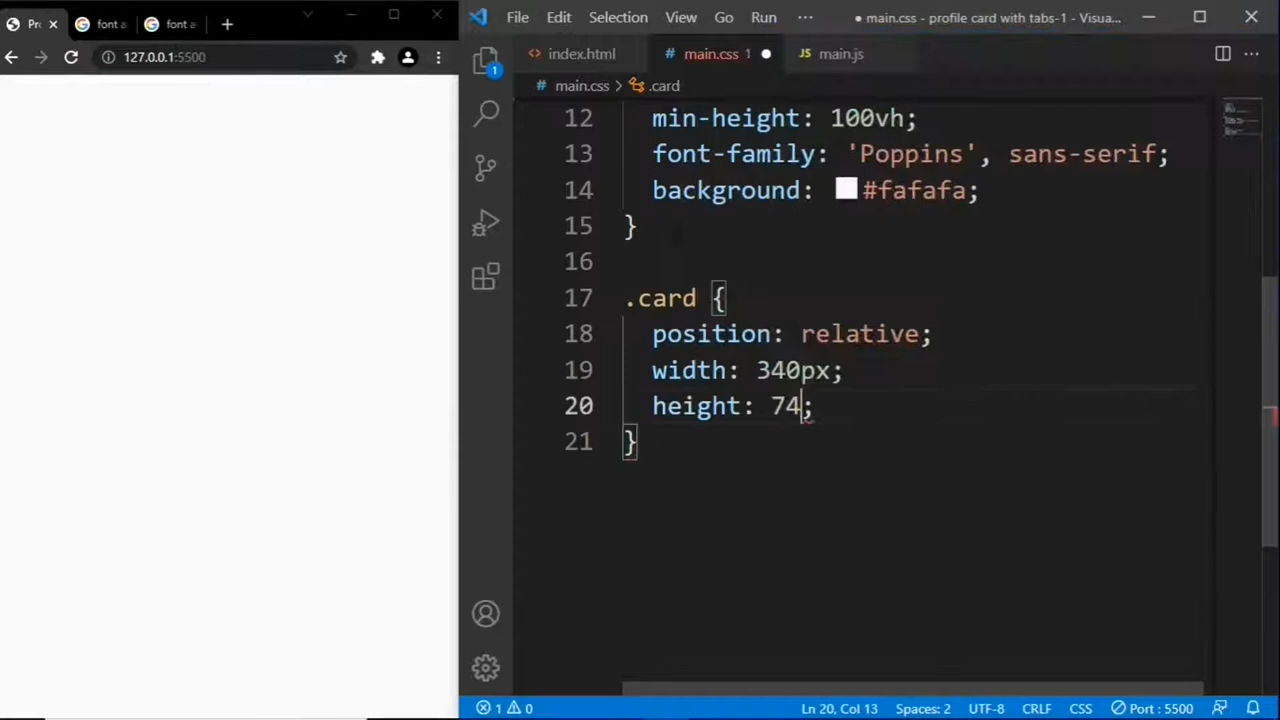 Pr
font a
font a
127.0.0.1:5500
File Edit Selection View Go Run ··· ● main.css - profile card with tabs-1 - Visua...
1
<> index.html
# main.css 1 ●
JS main.js
# main.css > .card
12 min-height: 100vh;
13 font-family: 'Poppins', sans-serif;
14 background: #fafafa;
15 }
16
17 .card {
18 position: relative;
19 width: 340px;
20 height: 74;
21 }
1 0 Ln 20, Col 13 Spaces: 2 UTF-8 CRLF CSS Port : 5500